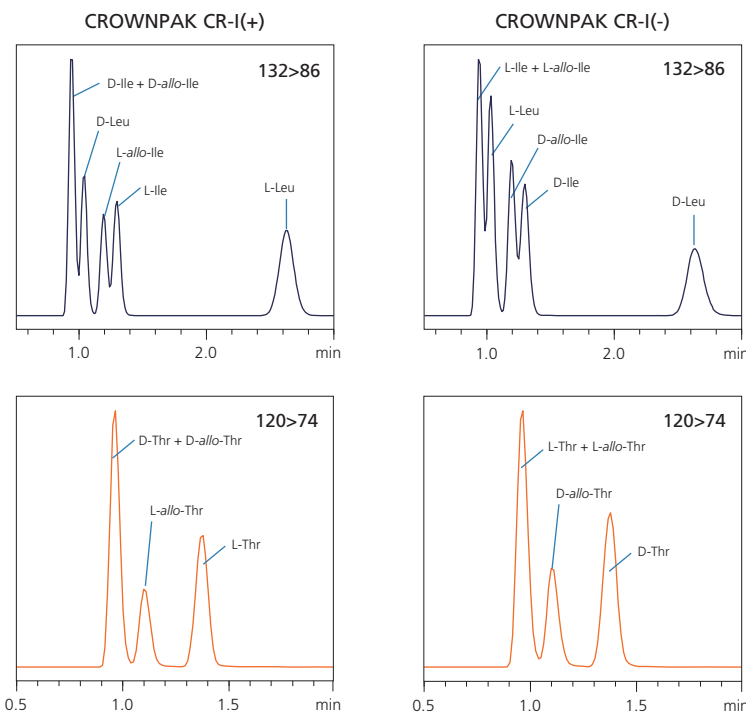 CROWNPAK CR-I(+)
132>86
D-Ile + D-allo-Ile
D-Leu
L-allo-Ile
L-Ile
L-Leu
1.0 2.0 min
CROWNPAK CR-I(-)
132>86
L-Ile + L-allo-Ile
L-Leu
D-allo-Ile
D-Ile
D-Leu
1.0 2.0 min
120>74
D-Thr + D-allo-Thr
L-allo-Thr
L-Thr
0.5 1.0 1.5 min
120>74
L-Thr + L-allo-Thr
D-allo-Thr
D-Thr
0.5 1.0 1.5 min